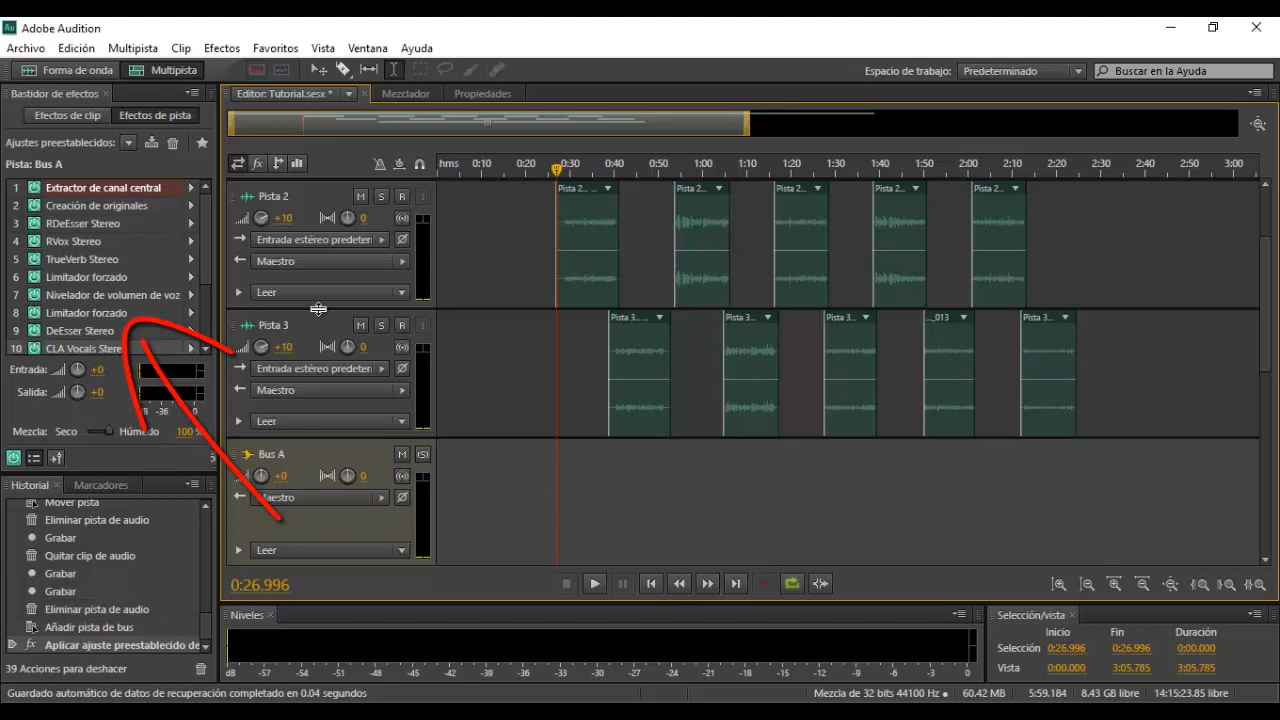 Au Adobe Audition
Archivo Edición Multipista Clip Efectos Favoritos Vista Ventana Ayuda
Forma de onda Multipista Espacio de trabajo: Predeterminado Buscar en la Ayuda
Bastidor de efectos × Editor: Tutorial.sesx * × Mezclador Propiedades
Efectos de clip Efectos de pista
Ajustes preestablecidos:
Pista: Bus A
1 Extractor de canal central
2 Creación de originales
3 RDeEsser Stereo
4 RVox Stereo
5 TrueVerb Stereo
6 Limitador forzado
7 Nivelador de volumen de voz
8 Limitador forzado
9 DeEsser Stereo
10 CLA Vocals Stere
Entrada: +0
Salida: +0
dB -36 0
Mezcla: Seco Húmedo 100 %
Historial × Marcadores
Mover pista
Eliminar pista de audio
Grabar
Quitar clip de audio
Grabar
Grabar
Eliminar pista de audio
Añadir pista de bus
fx Aplicar ajuste preestablecido de
39 Acciones para deshacer
fx hms 0:10 0:20 0:30 0:40 0:50 1:00 1:10 1:20 1:30 1:40 1:50 2:00 2:10 2:20 2:30 2:40 2:50 3:00
Pista 2 M S R I
+10 0
Entrada estéreo predeter
Maestro
Leer
Pista 2... ... Pista 2... Pista 2... Pista 2... Pista 2...
Pista 3 M S R I
+10 0
Entrada estéreo predeter
Maestro
Leer
Pista 3 ... Pista 3... Pista 3... ..._013 Pista 3...
Bus A M (S)
+0 0
Maestro
Leer
0:26.996
Niveles ×
dB -57 -54 -51 -48 -45 -42 -39 -36 -33 -30 -27 -24 -21 -18 -15 -12 -9 -6 -3 0
Selección/vista ×
Inicio Fin Duración
Selección 0:26.996 0:26.996 0:00.000
Vista 0:00.000 3:05.785 3:05.785
Guardado automático de datos de recuperación completado en 0.04 segundos Mezcla de 32 bits 44100 Hz ● 60.42 MB 5:59.184 8.43 GB libre 14:15:23.85 libre